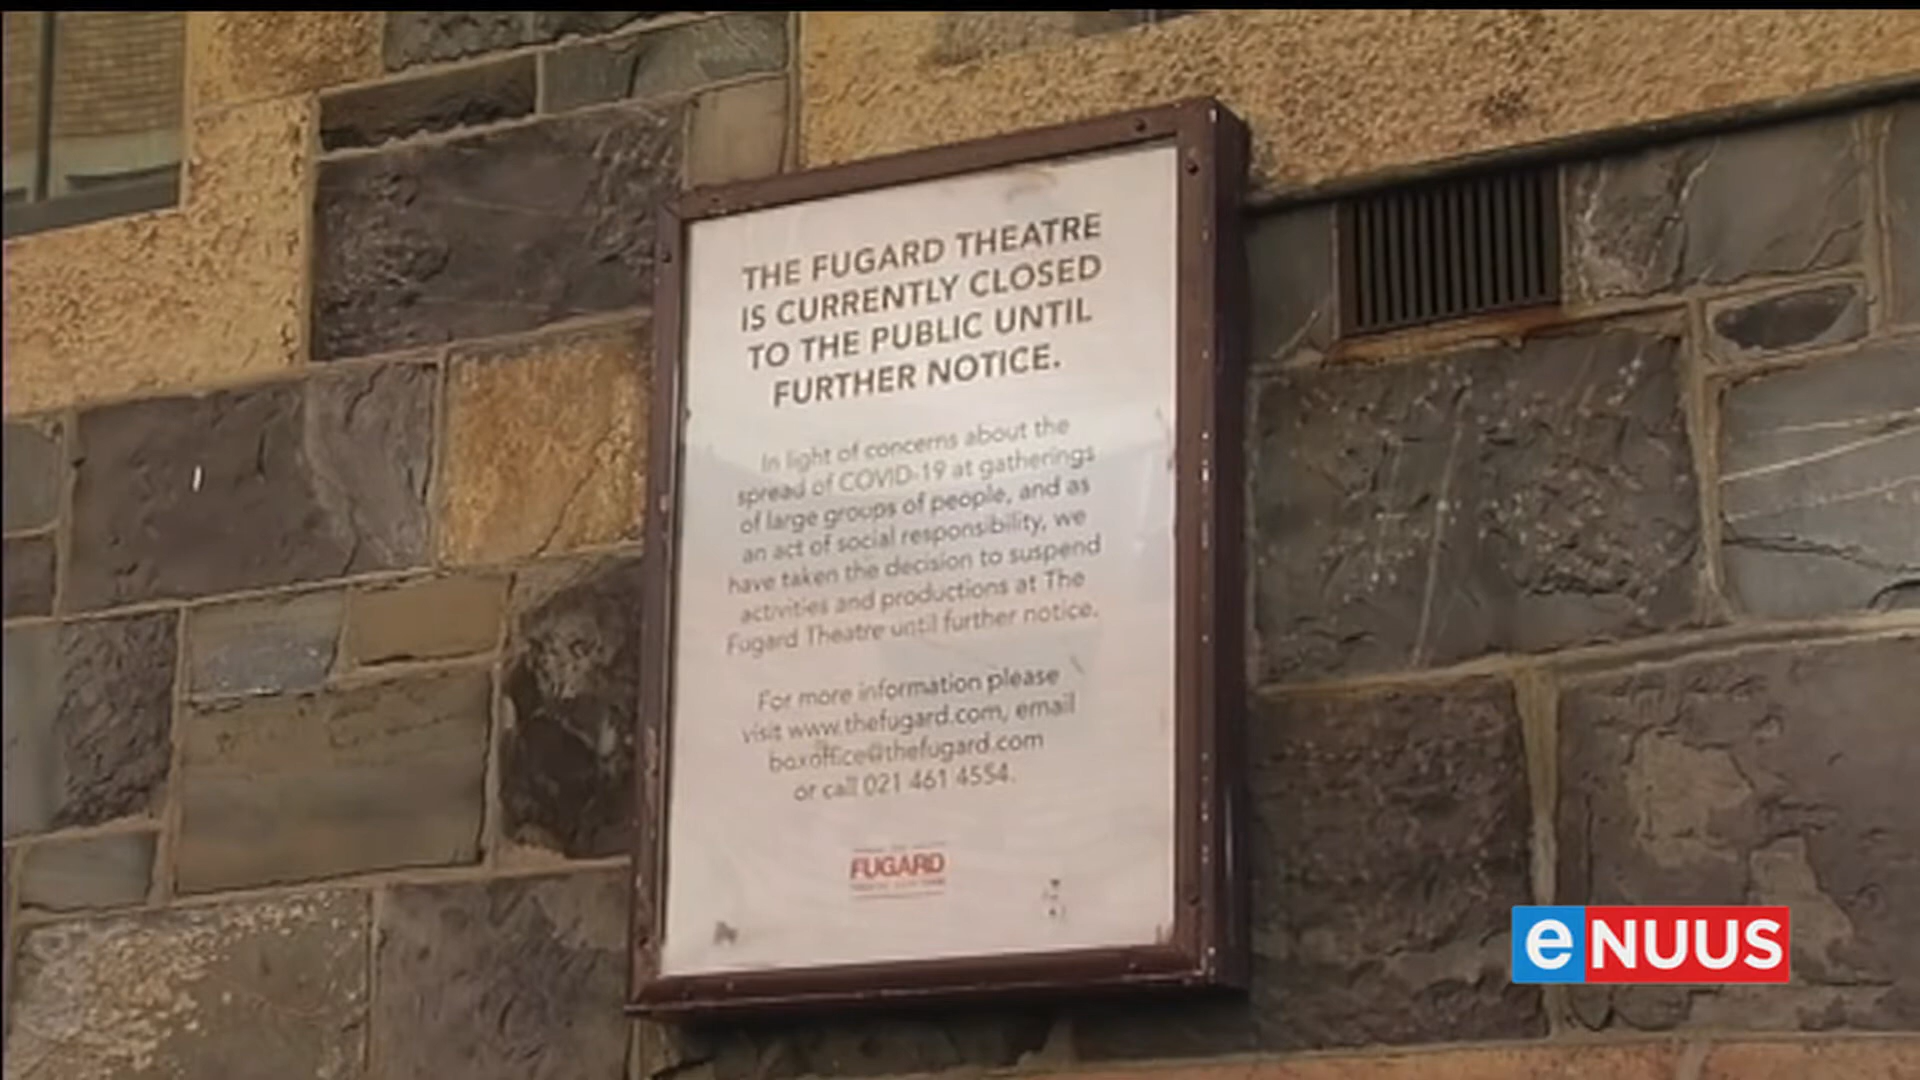 THE FUGARD THEATRE
IS CURRENTLY CLOSED
TO THE PUBLIC UNTIL
FURTHER NOTICE.
In light of concerns about the
spread of COVID-19 at gatherings
of large groups of people, and as
an act of social responsibility, we
have taken the decision to suspend
activities and productions at The
Fugard Theatre until further notice.
For more information please
visit www.thefugard.com, email
boxoffice@thefugard.com
or call 021 461 4554.
FUGARD
eNUUS